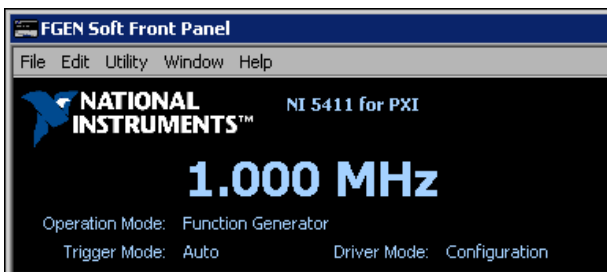 FGEN Soft Front Panel
File Edit Utility Window Help
NATIONAL INSTRUMENTS™
NI 5411 for PXI
1.000 MHz
Operation Mode: Function Generator
Trigger Mode: Auto Driver Mode: Configuration